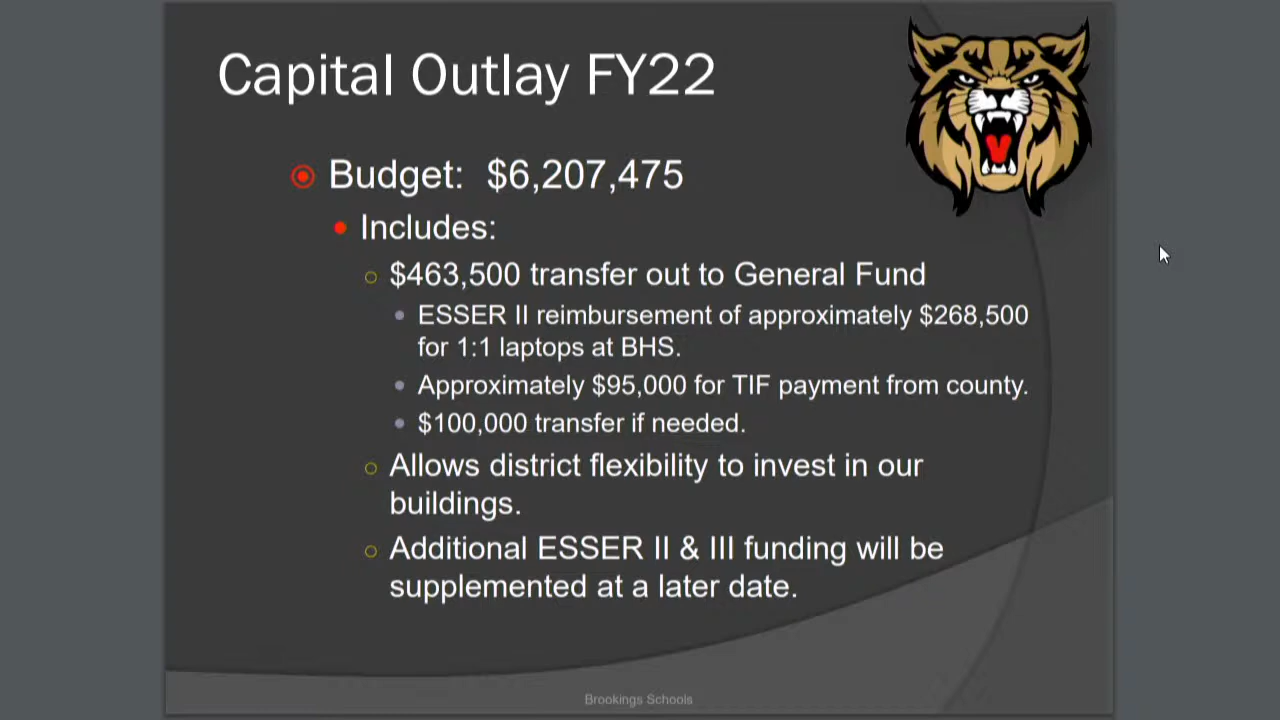 Capital Outlay FY22
Budget: $6,207,475
Includes:
$463,500 transfer out to General Fund
ESSER II reimbursement of approximately $268,500
for 1:1 laptops at BHS.
Approximately $95,000 for TIF payment from county.
$100,000 transfer if needed.
Allows district flexibility to invest in our
buildings.
Additional ESSER II & III funding will be
supplemented at a later date.
Brookings Schools